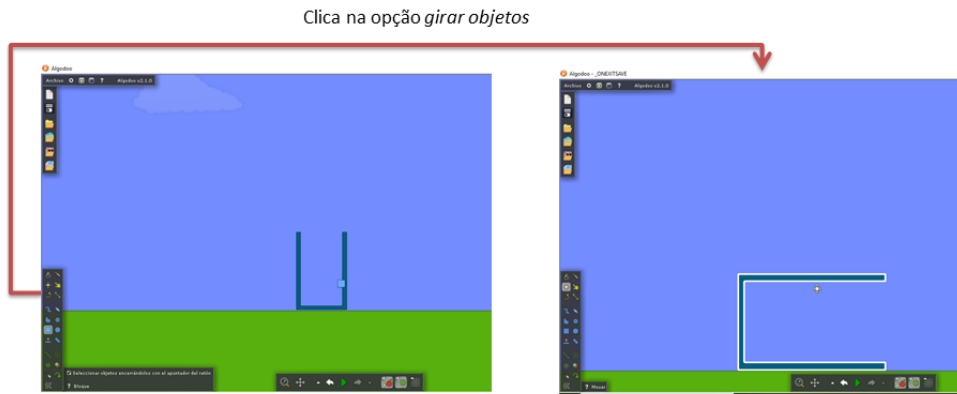 Clica na opção girar objetos
Algodoo
Archivo ? Algodoo v2.1.0
Seleccionar objetos encerrándolos con el apuntador del ratón
? Bloque
Algodoo - _ONEXITSAVE
Archivo ? Algodoo v2.1.0
? Mover